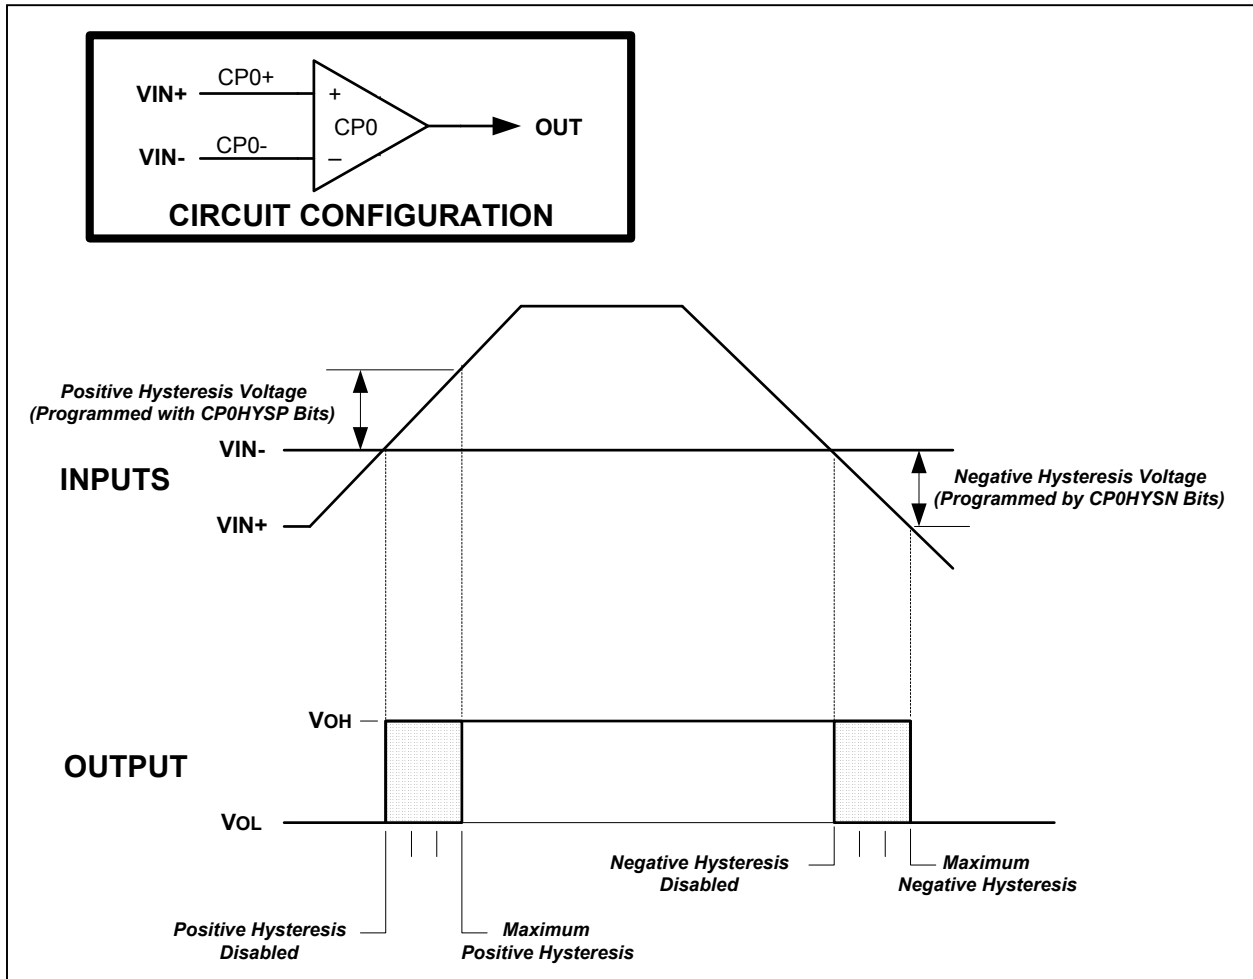 VIN+
CP0+
+
CP0
OUT
VIN-
CP0-
–
CIRCUIT CONFIGURATION
Positive Hysteresis Voltage
(Programmed with CP0HYSP Bits)
VIN-
INPUTS
VIN+
Negative Hysteresis Voltage
(Programmed by CP0HYSN Bits)
VOH
OUTPUT
VOL
Negative Hysteresis
Disabled
Maximum
Negative Hysteresis
Positive Hysteresis
Disabled
Maximum
Positive Hysteresis